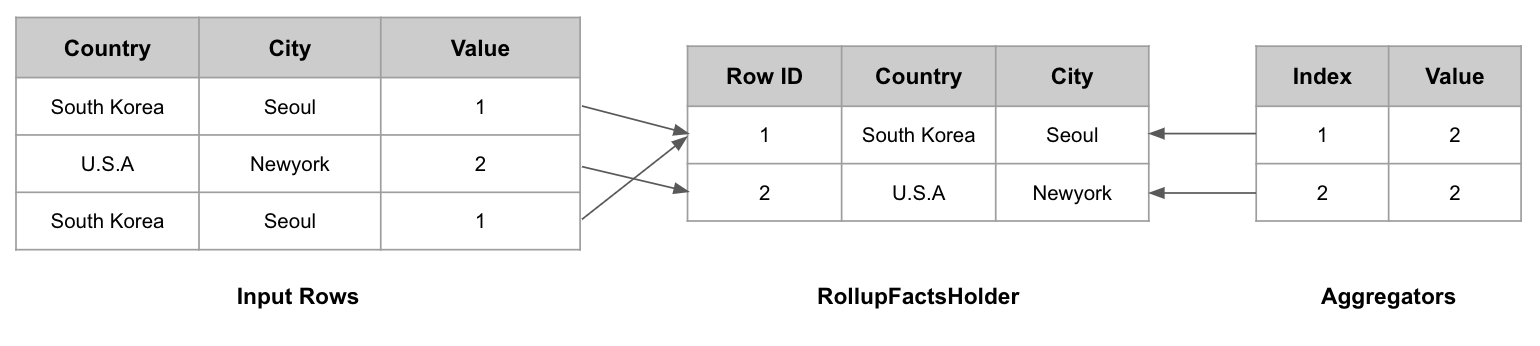 Country City Value
South Korea Seoul 1
U.S.A Newyork 2
South Korea Seoul 1
Input Rows
Row ID Country City
1 South Korea Seoul
2 U.S.A Newyork
RollupFactsHolder
Index Value
1 2
2 2
Aggregators